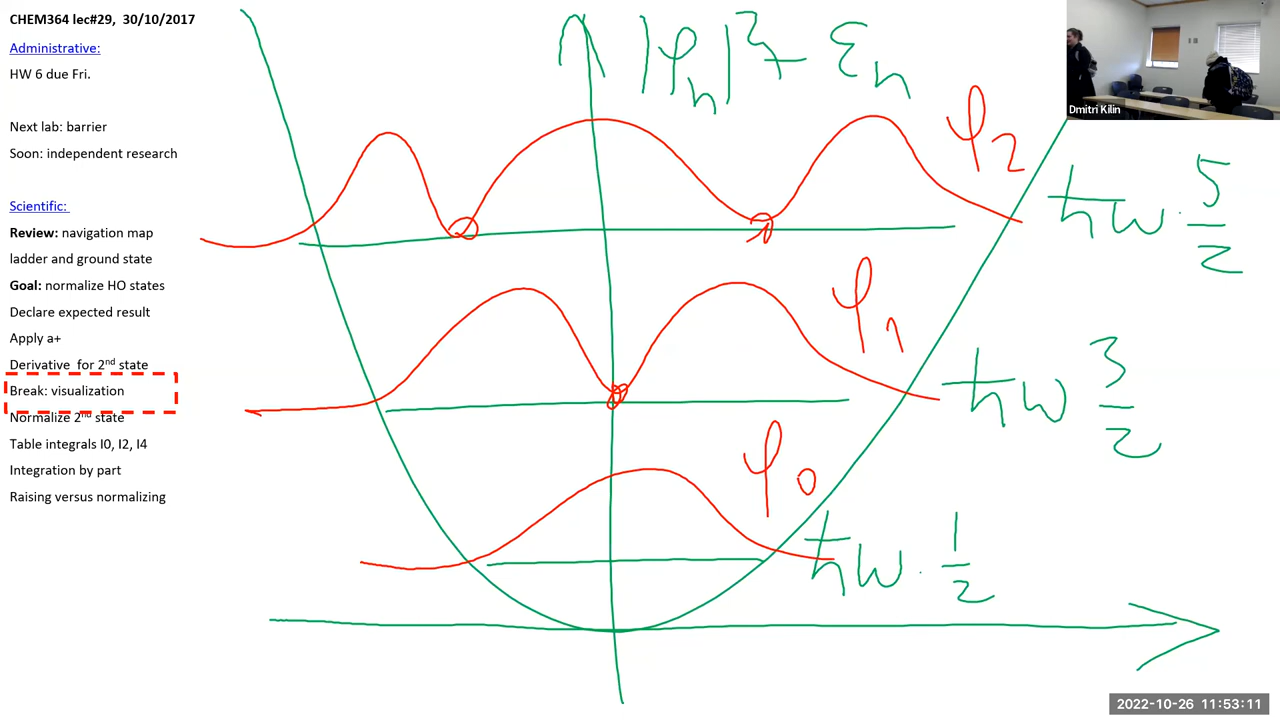 CHEM364 lec#29, 30/10/2017
Administrative:
HW 6 due Fri.
Next lab: barrier
Soon: independent research
Scientific:
Review: navigation map
ladder and ground state
Goal: normalize HO states
Declare expected result
Apply a+
Derivative for 2nd state
Break: visualization
Normalize 2nd state
Table integrals I0, I2, I4
Integration by part
Raising versus normalizing
|φn|² + εn
φ2
ħω · 5/2
φ1
ħω 3/2
φ0
ħω · 1/2
Dmitri Kilin
2022-10-26 11:53:11